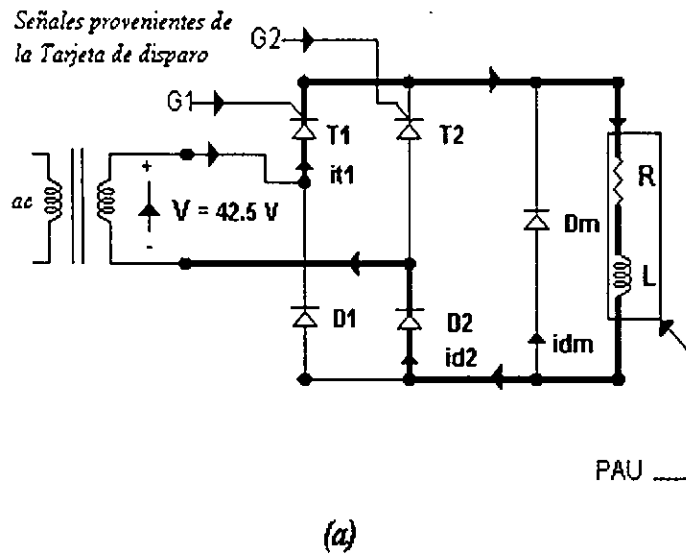 Señales provenientes de
la Tarjeta de disparo
G2
G1
T1
T2
it1
ac
+
V = 42.5 V
-
R
Dm
L
D1
D2
id2
idm
PAU
(a)